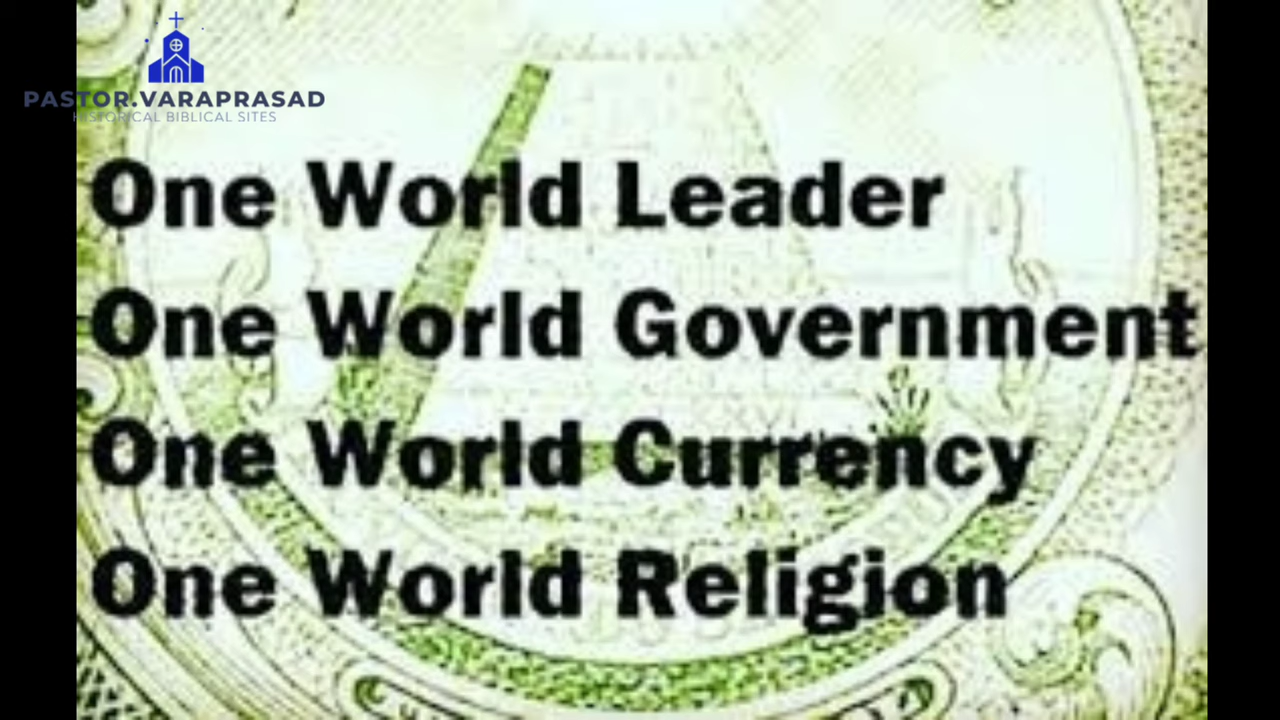 PASTOR.VARAPRASAD
HISTORICAL BIBLICAL SITES
One World Leader
One World Government
One World Currency
One World Religion